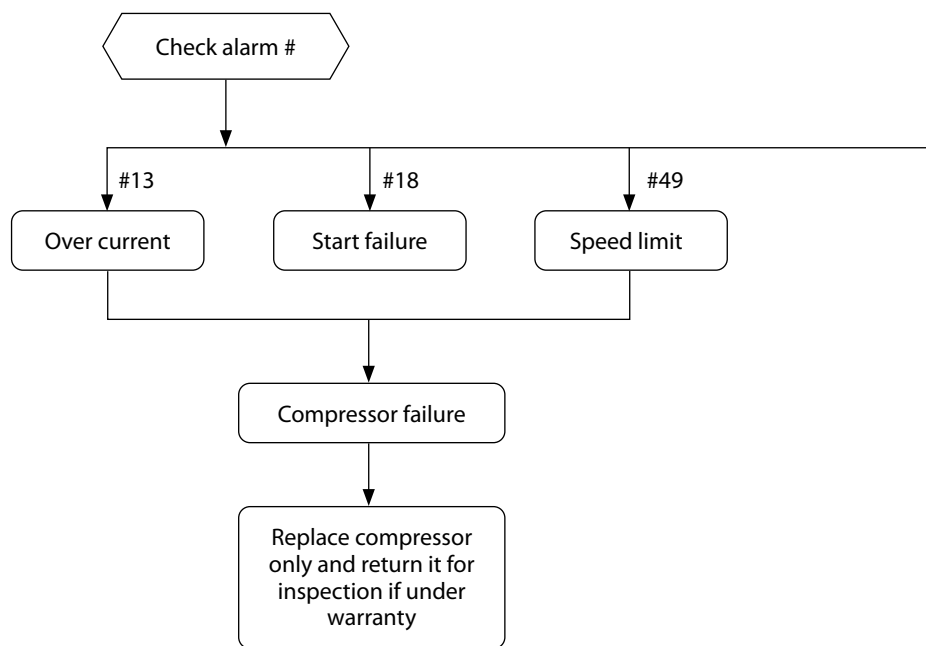 Check alarm #
#13
#18
#49
Over current
Start failure
Speed limit
Compressor failure
Replace compressor
only and return it for
inspection if under
warranty